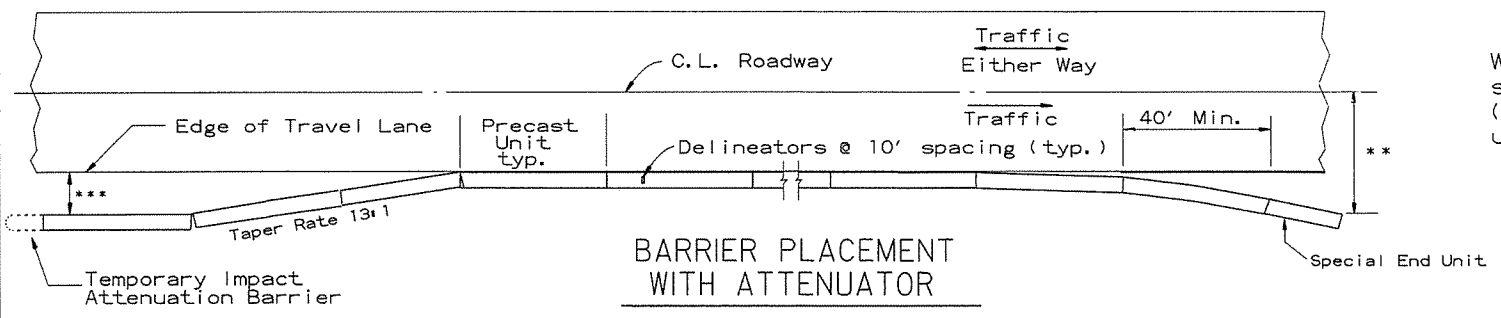 Traffic
Either Way
C.L. Roadway
Traffic
Edge of Travel Lane
Precast
Unit
typ.
Delineators @ 10' spacing (typ.)
40' Min.
**
***
Taper Rate 13:1
Temporary Impact
Attenuation Barrier
BARRIER PLACEMENT
WITH ATTENUATOR
Special End Unit